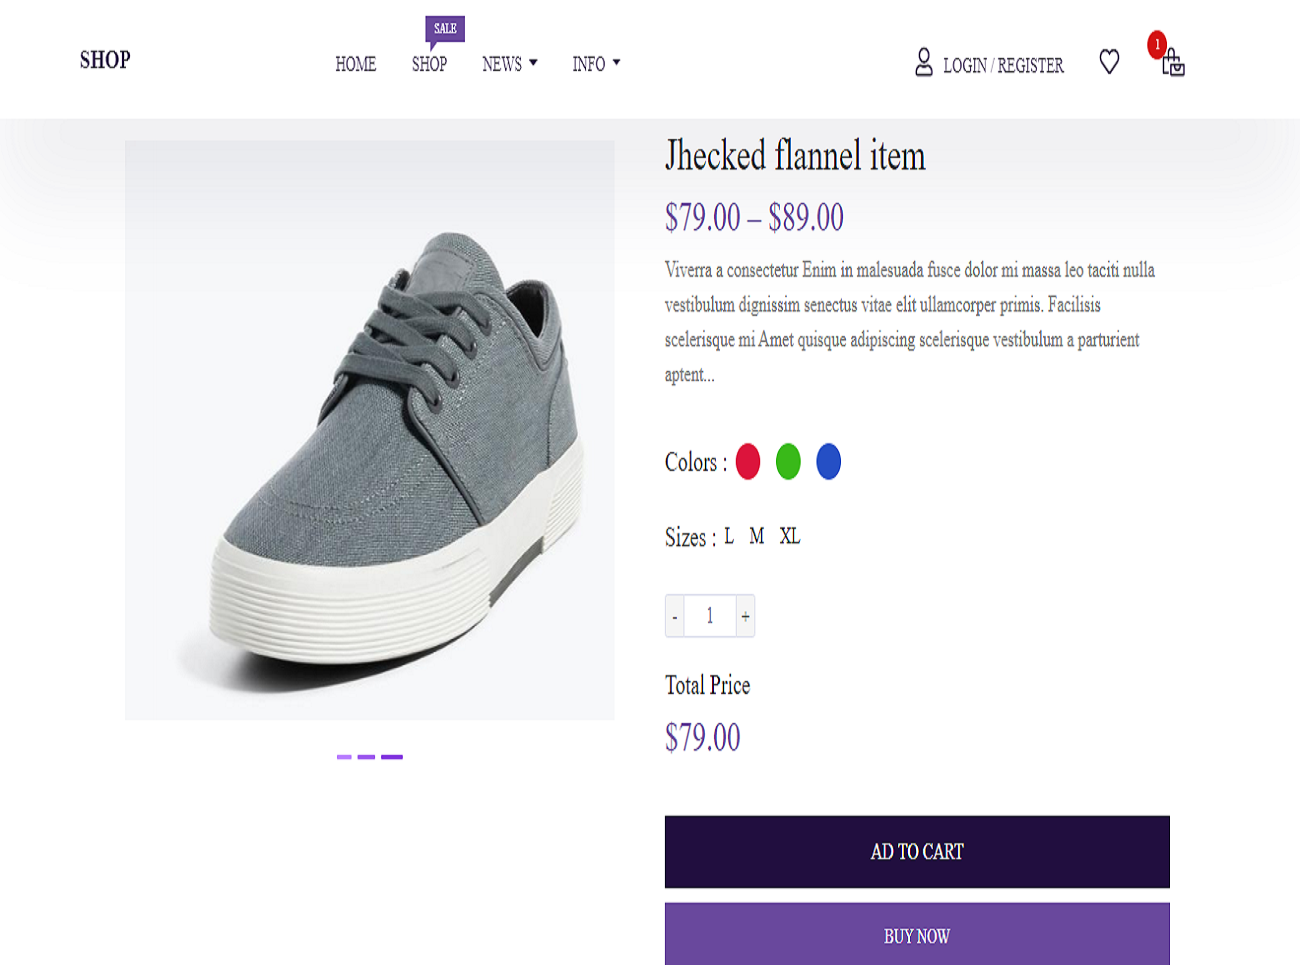 SHOP
HOME
SALE
SHOP
NEWS
INFO
LOGIN / REGISTER
1
Jhecked flannel item
$79.00 – $89.00
Viverra a consectetur Enim in malesuada fusce dolor mi massa leo taciti nulla
vestibulum dignissim senectus vitae elit ullamcorper primis. Facilisis
scelerisque mi Amet quisque adipiscing scelerisque vestibulum a parturient
aptent...
Colors :
Sizes : L M XL
- 1 +
Total Price
$79.00
AD TO CART
BUY NOW